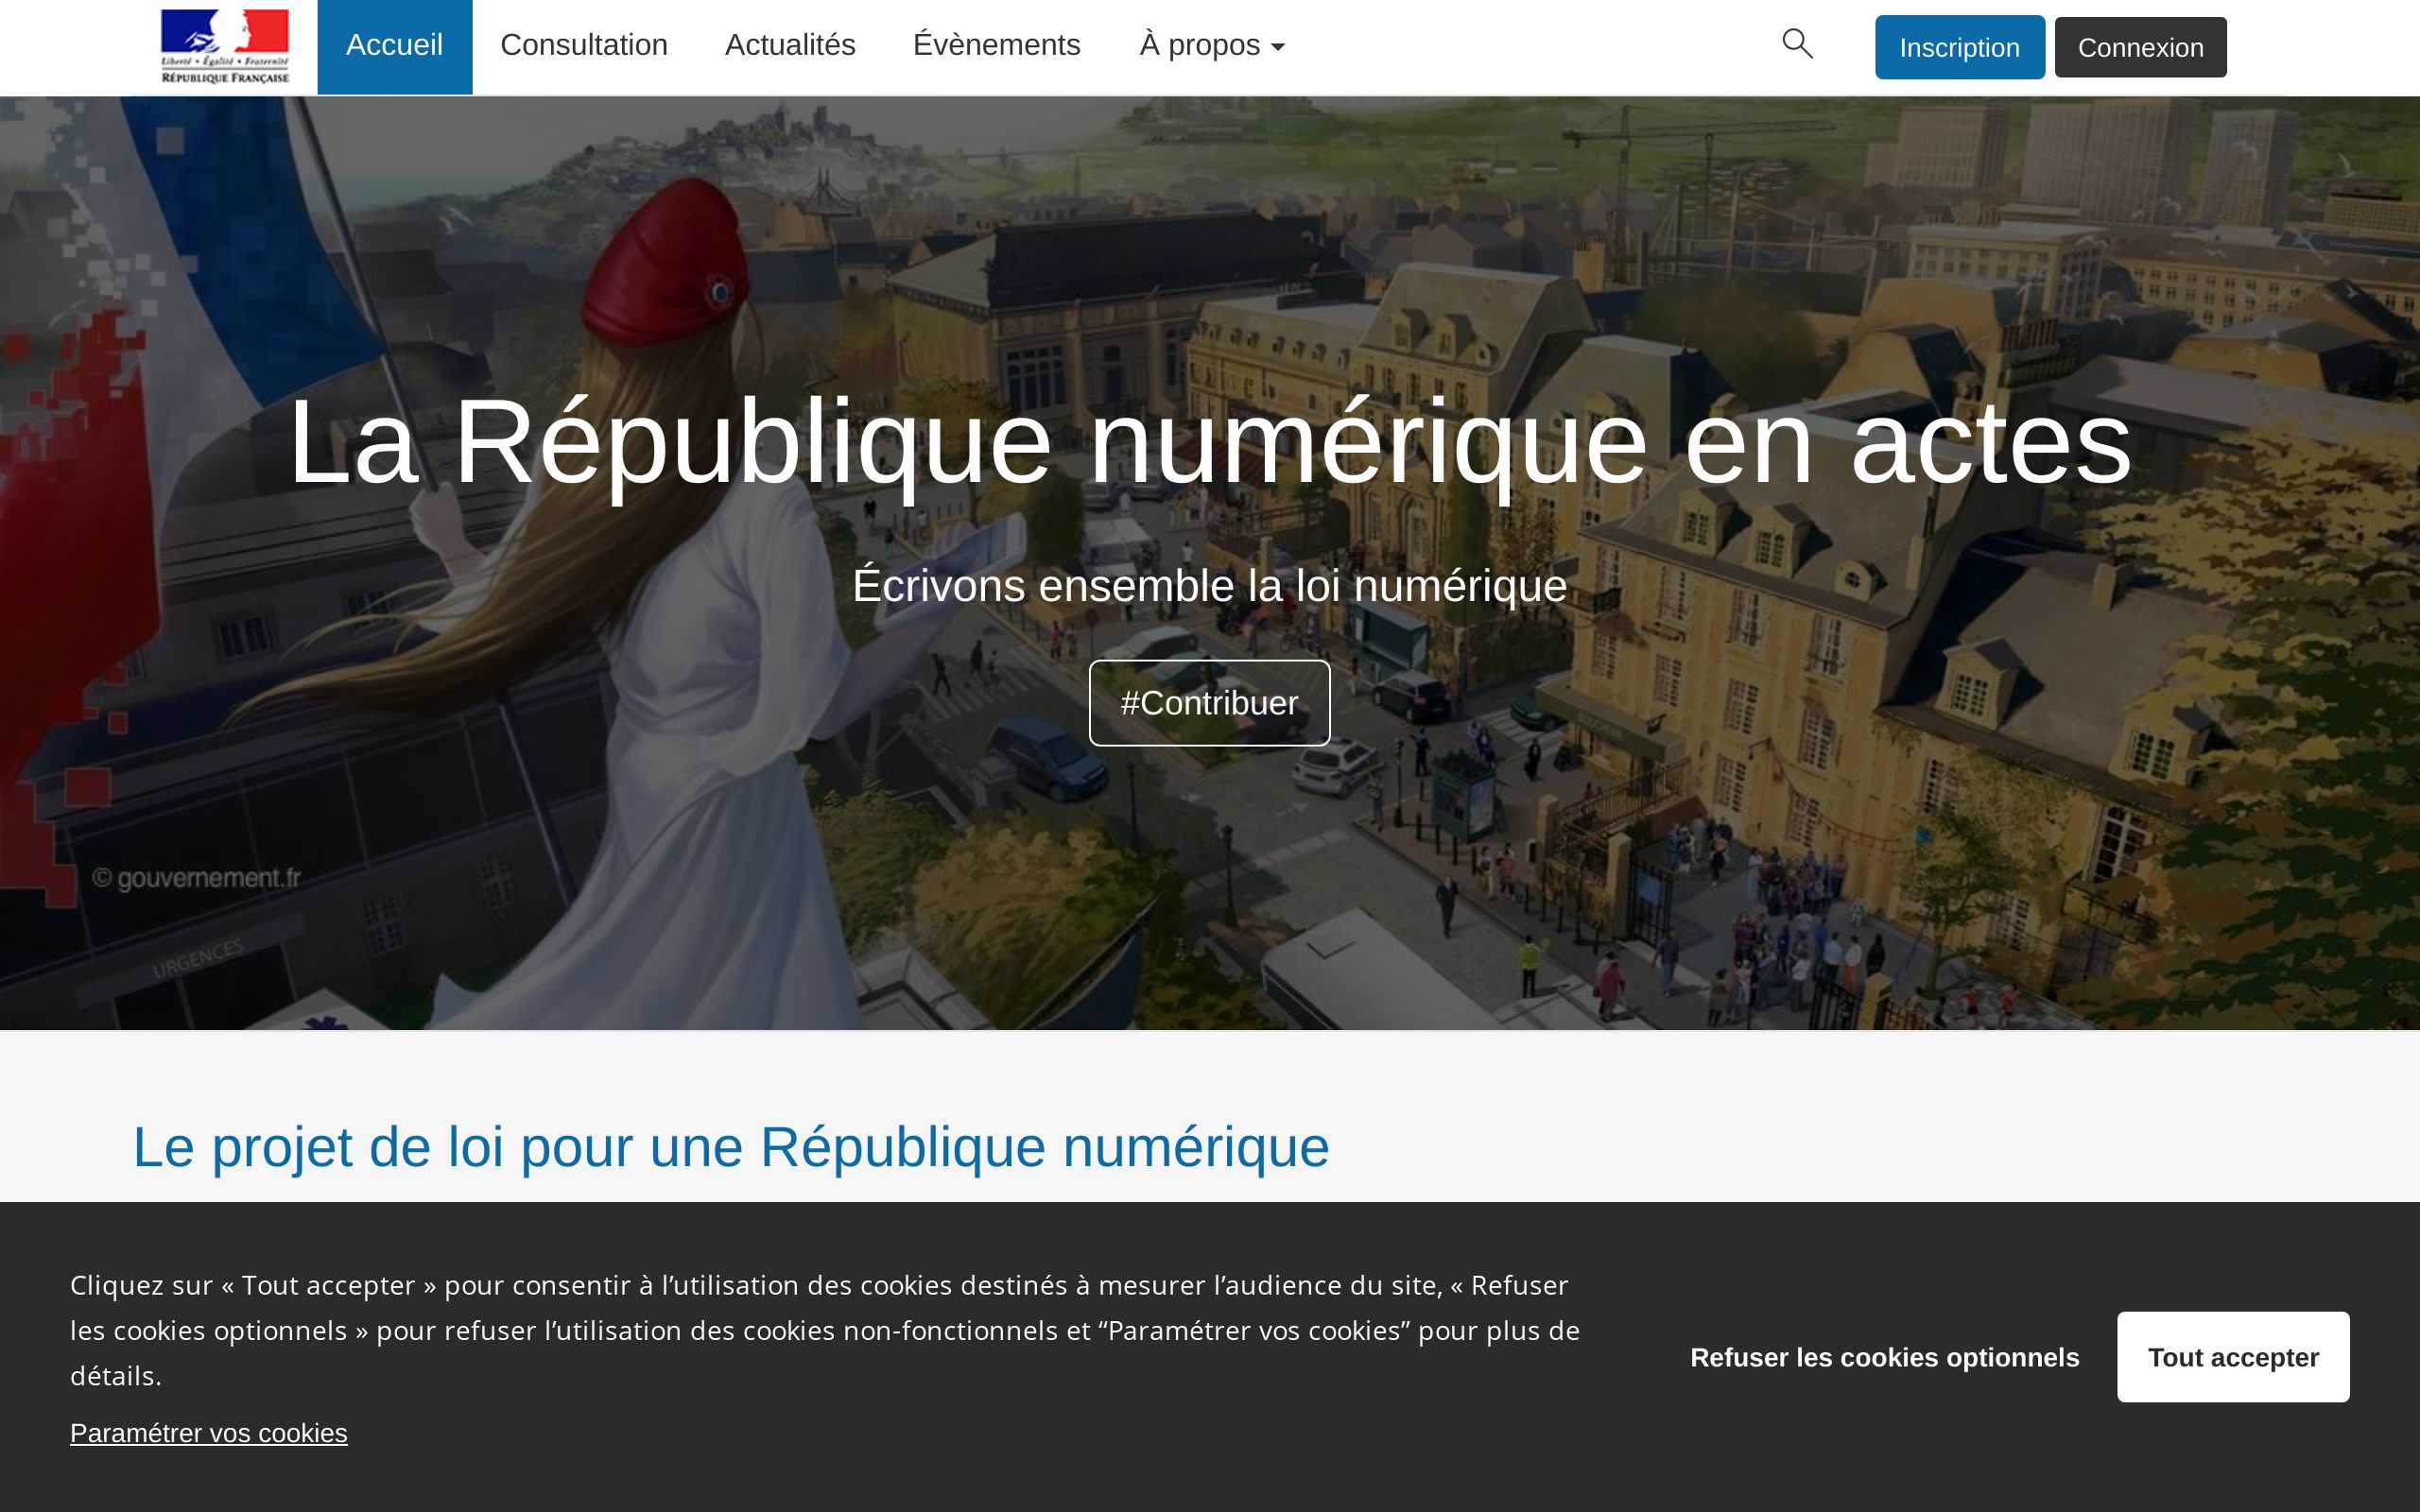 Liberté • Égalité • Fraternité
RÉPUBLIQUE FRANÇAISE
Accueil
Consultation
Actualités
Évènements
À propos
Inscription
Connexion
La République numérique en actes
Écrivons ensemble la loi numérique
#Contribuer
© gouvernement.fr
URGENCES
Le projet de loi pour une République numérique
Cliquez sur « Tout accepter » pour consentir à l’utilisation des cookies destinés à mesurer l’audience du site, « Refuser
les cookies optionnels » pour refuser l’utilisation des cookies non-fonctionnels et “Paramétrer vos cookies” pour plus de
détails.
Paramétrer vos cookies
Refuser les cookies optionnels
Tout accepter